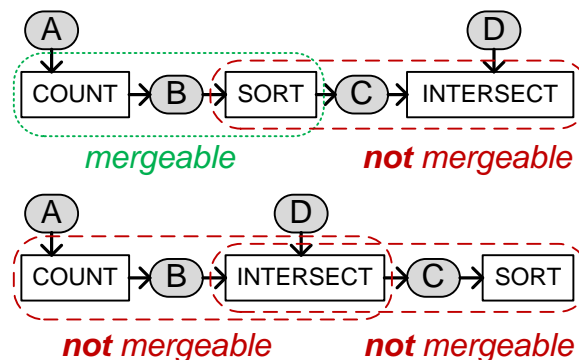 A D
COUNT B SORT C INTERSECT
mergeable not mergeable
A D
COUNT B INTERSECT C SORT
not mergeable not mergeable